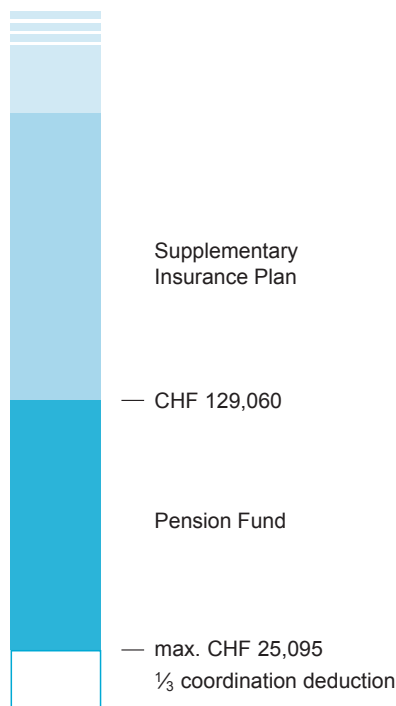 Supplementary
Insurance Plan
CHF 129,060
Pension Fund
max. CHF 25,095
⅓ coordination deduction